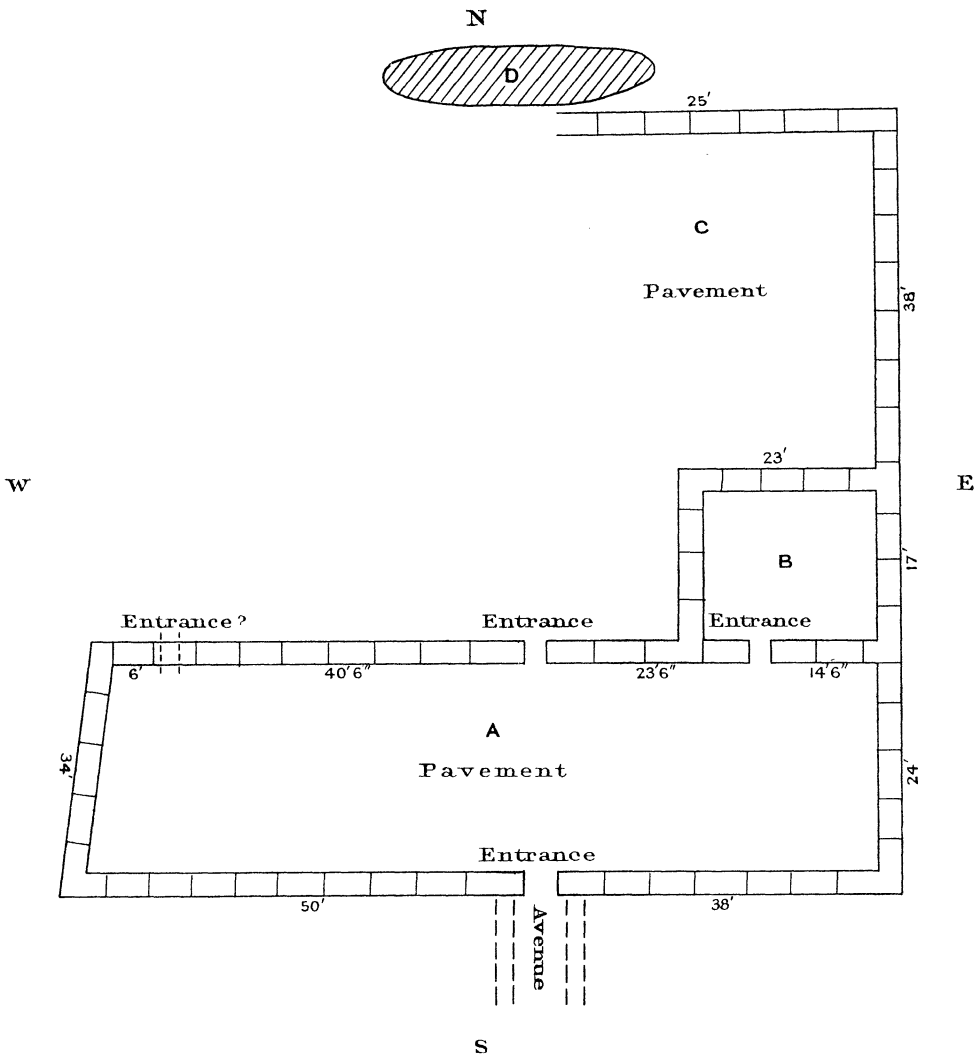 N
D
25'
C
Pavement
38'
W
E
23'
B
17'
Entrance?
Entrance
Entrance
6'
40'6"
23'6"
14'6"
A
Pavement
34'
24'
Entrance
50'
38'
Avenue
S